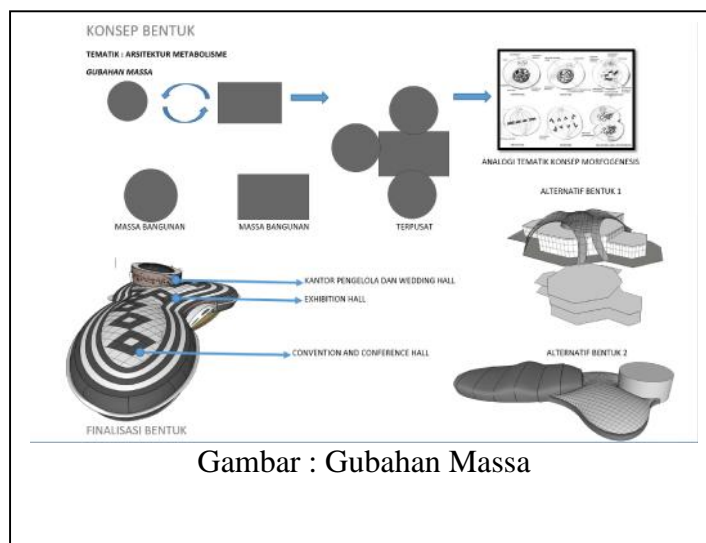 KONSEP BENTUK
TEMATIK : ARSITEKTUR METABOLISME
GUBAHAN MASSA
ANALOGI TEMATIK KONSEP MORFOGENESIS
ALTERNATIF BENTUK 1
MASSA BANGUNAN
MASSA BANGUNAN
TERPUSAT
KANTOR PENGELOLA DAN WEDDING HALL
EXHIBITION HALL
CONVENTION AND CONFERENCE HALL
ALTERNATIF BENTUK 2
FINALISASI BENTUK
Gambar : Gubahan Massa